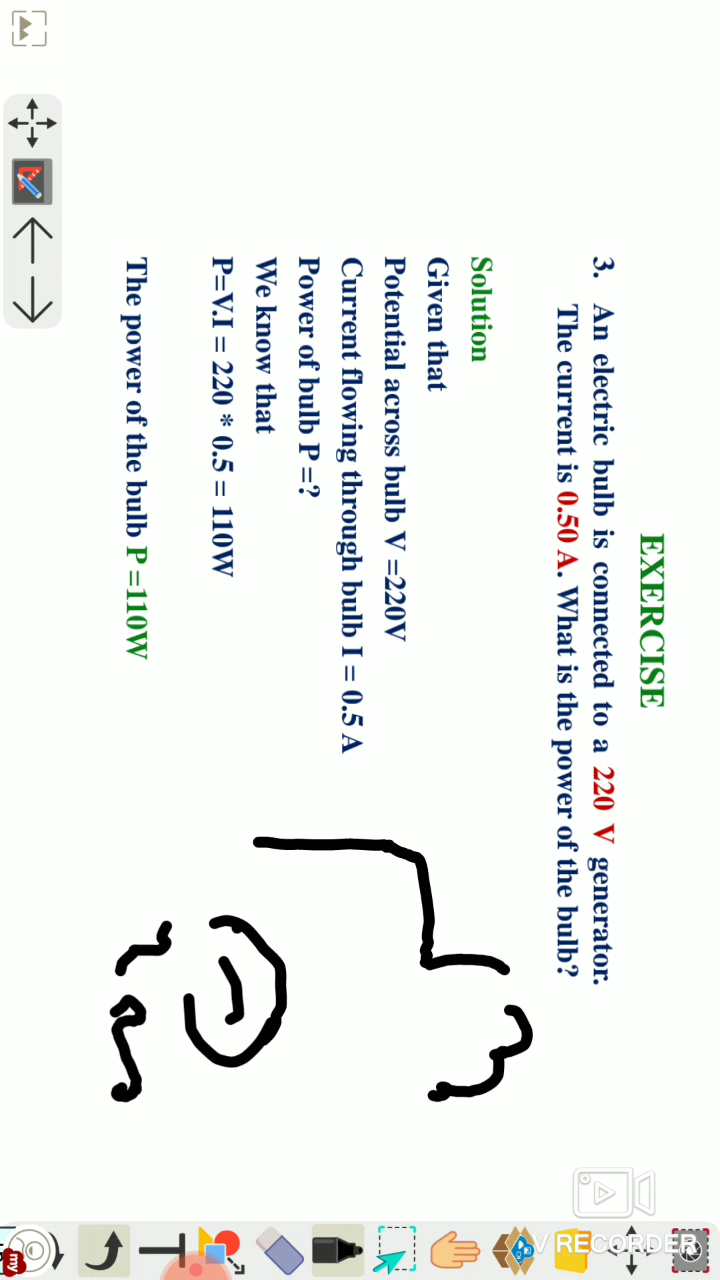 EXERCISE
3. An electric bulb is connected to a 220 V generator.
The current is 0.50 A. What is the power of the bulb?
Solution
Given that
Potential across bulb V =220V
Current flowing through bulb I = 0.5 A
Power of bulb P =?
We know that
P=V.I = 220 * 0.5 = 110W
The power of the bulb P =110W
V RECORDER